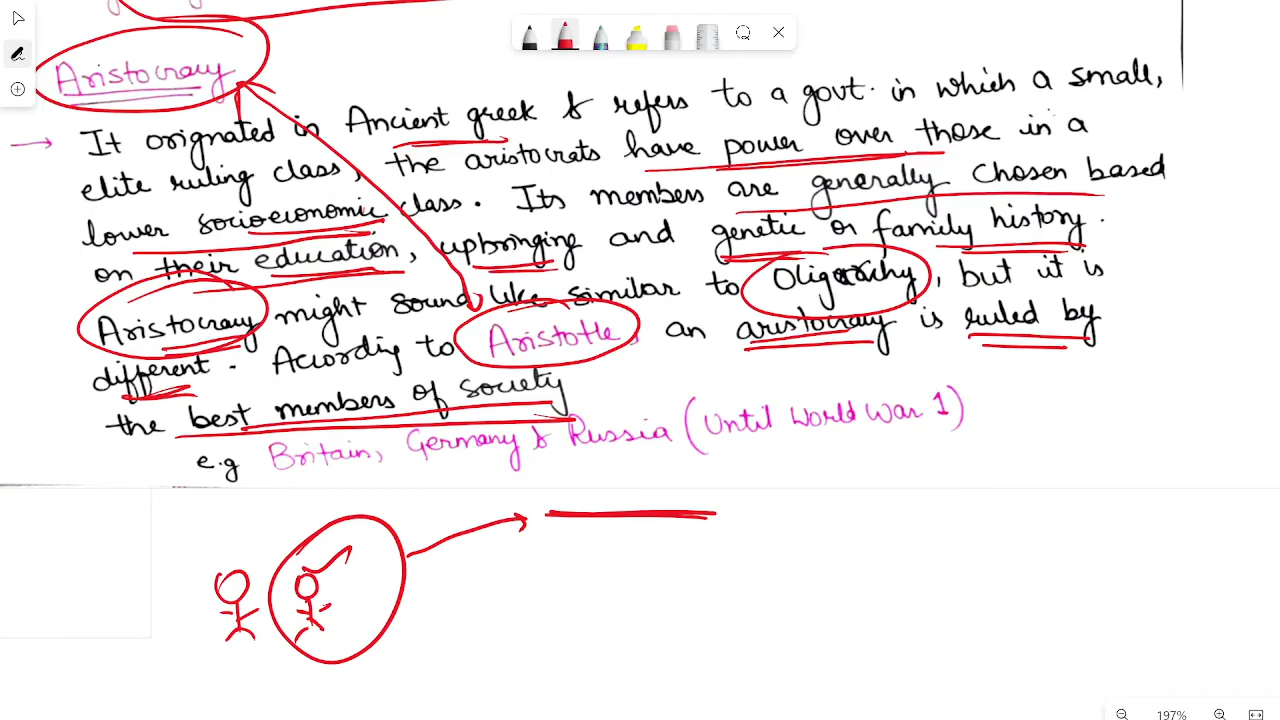 Aristocracy
→ It orignated in Ancient greek & refers to a govt. in which a small,
elite ruling class, the aristocrats have power over those in a
lower socioeconomic class. Its members are generally chosen based
on their education, upbringing and genetic or family history.
Aristocracy might sound like similar to Oligarchy, but it is
different. Acording to Aristotle, an aristocracy is ruled by
the best members of society
e.g Britain, Germany & Russia (Until World War 1)
197%